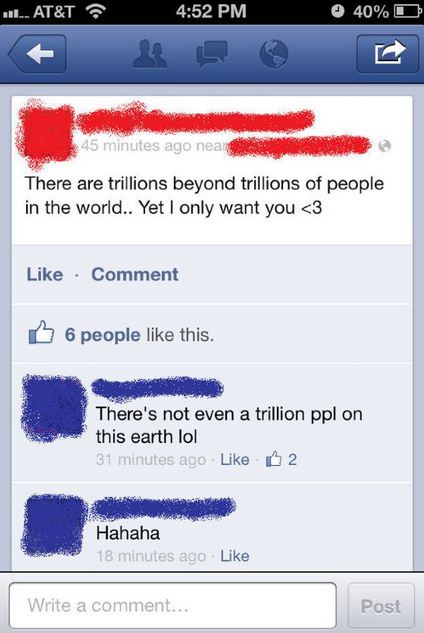 AT&T 4:52 PM 40%
45 minutes ago near
There are trillions beyond trillions of people
in the world.. Yet I only want you <3
Like · Comment
6 people like this.
There's not even a trillion ppl on
this earth lol
31 minutes ago · Like · 2
Hahaha
18 minutes ago · Like
Write a comment...
Post